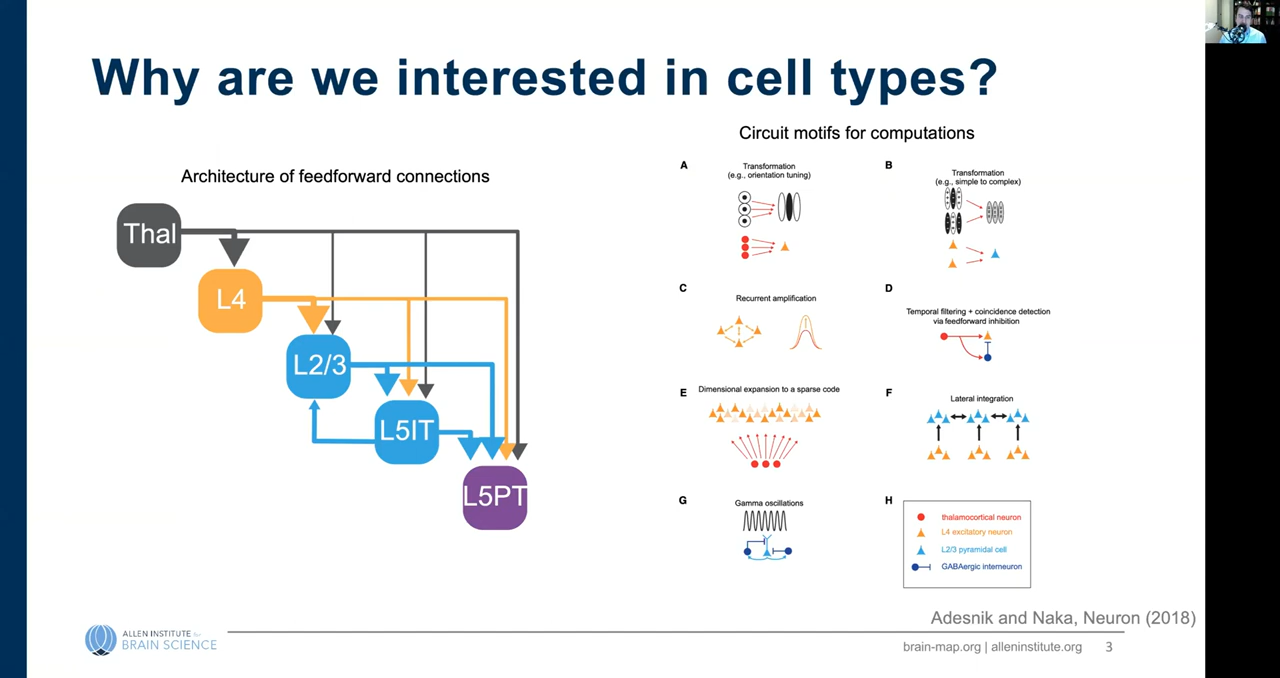 Why are we interested in cell types?
Architecture of feedforward connections
Thal
L4
L2/3
L5IT
L5PT
Circuit motifs for computations
A
Transformation
(e.g., orientation tuning)
B
Transformation
(e.g., simple to complex)
C
Recurrent amplification
D
Temporal filtering + coincidence detection
via feedforward inhibition
E
Dimensional expansion to a sparse code
F
Lateral integration
G
Gamma oscillations
H
thalamocortical neuron
L4 excitatory neuron
L2/3 pyramidal cell
GABAergic interneuron
Adesnik and Naka, Neuron (2018)
ALLEN INSTITUTE for
BRAIN SCIENCE
brain-map.org | alleninstitute.org
3